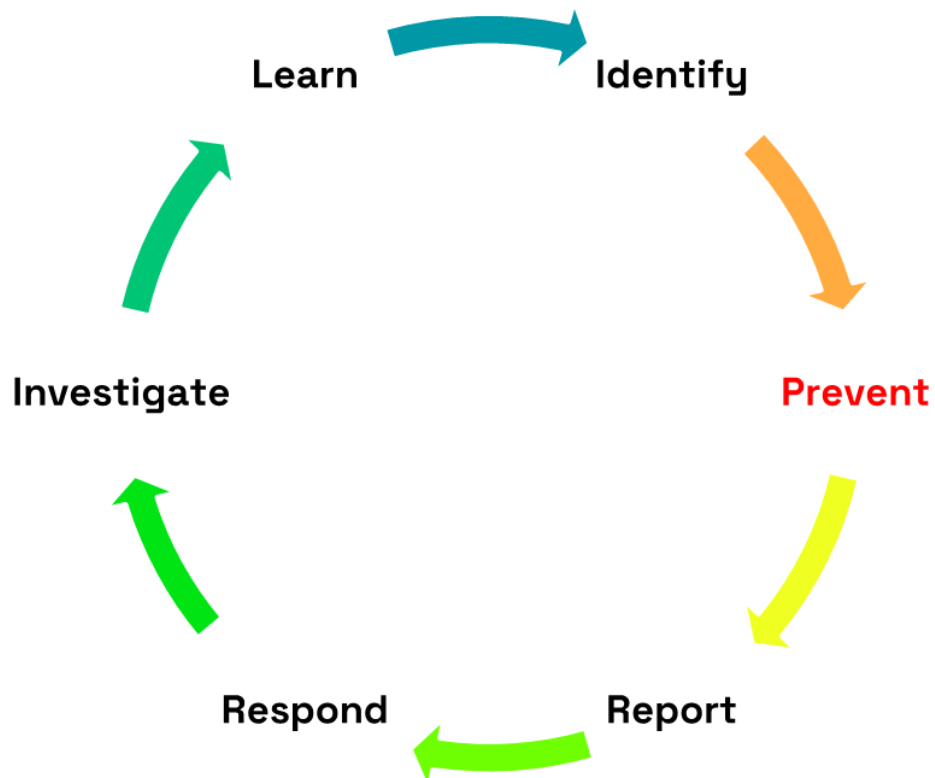 Learn
Identify
Prevent
Report
Respond
Investigate